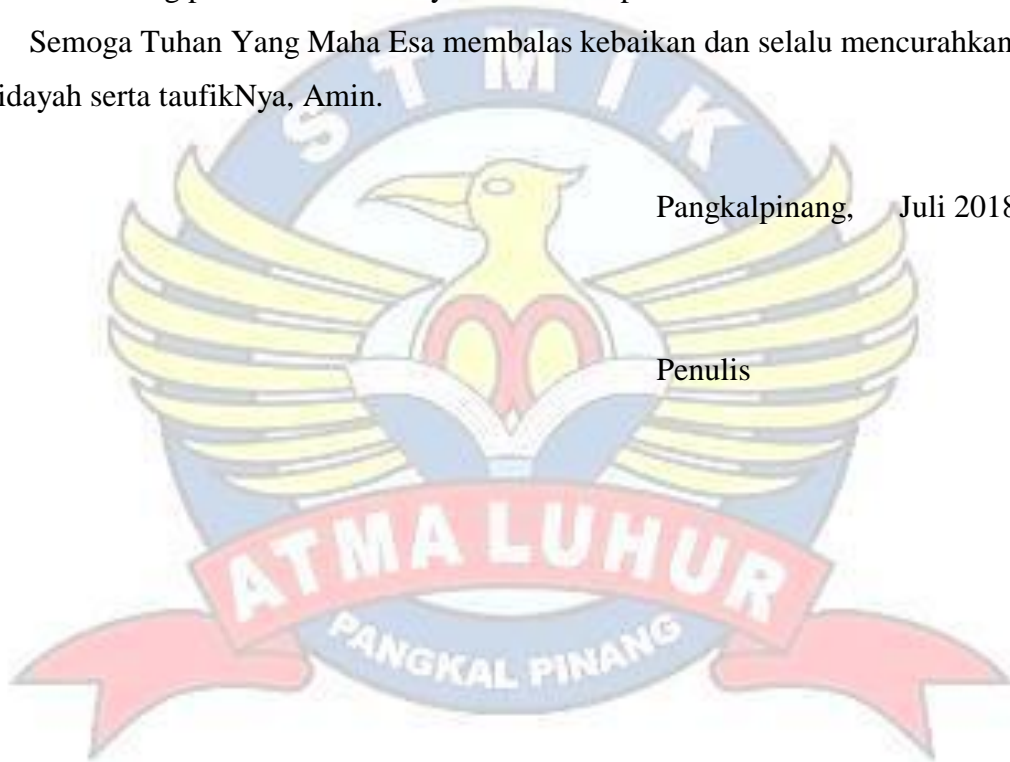 Semoga Tuhan Yang Maha Esa membalas kebaikan dan selalu mencurahkan
idayah serta taufikNya, Amin.
STMIK
Pangkalpinang, Juli 2018
Penulis
ATMA LUHUR
PANGKAL PINANG